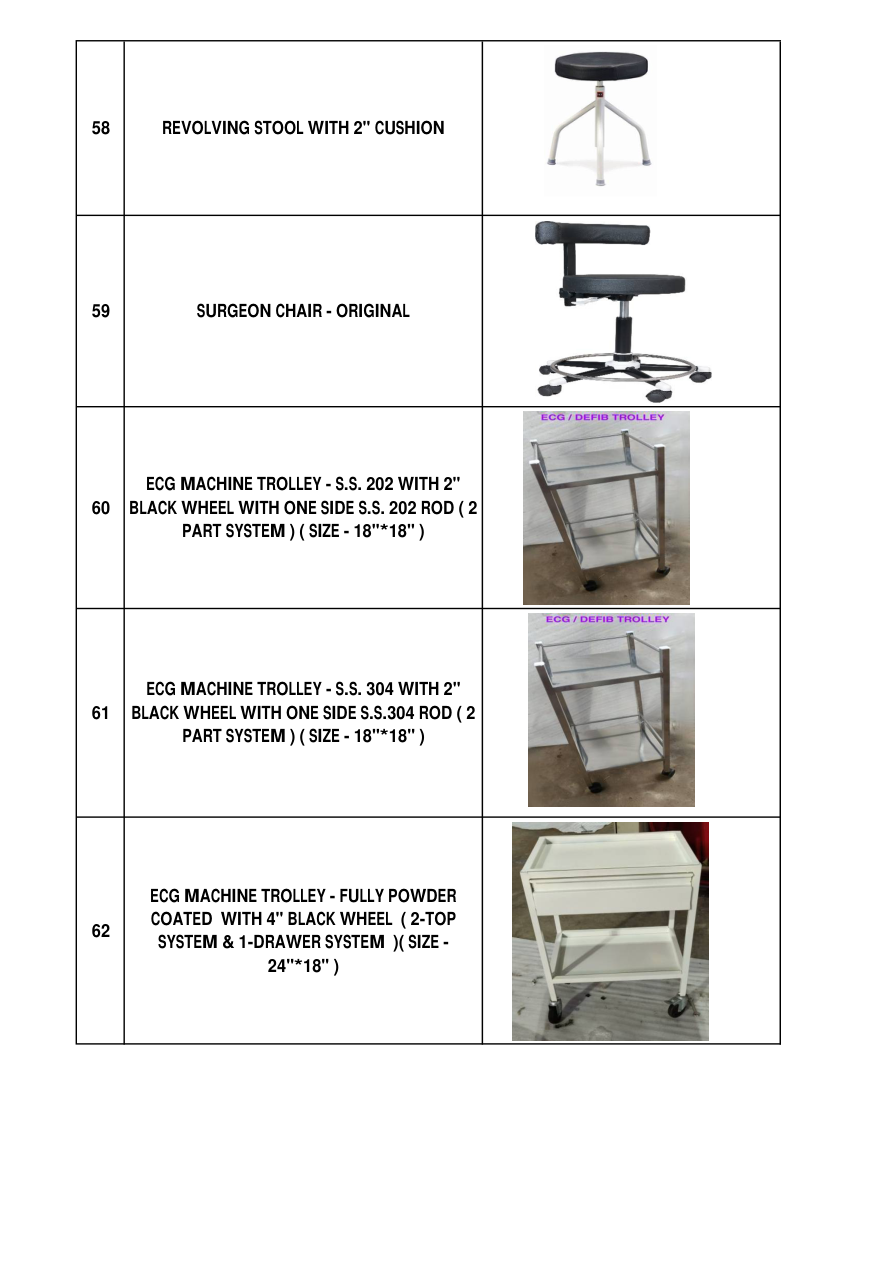 58
REVOLVING STOOL WITH 2" CUSHION
59
SURGEON CHAIR - ORIGINAL
ECG / DEFIB TROLLEY
60
ECG MACHINE TROLLEY - S.S. 202 WITH 2"
BLACK WHEEL WITH ONE SIDE S.S. 202 ROD ( 2
PART SYSTEM ) ( SIZE - 18"*18" )
ECG / DEFIB TROLLEY
61
ECG MACHINE TROLLEY - S.S. 304 WITH 2"
BLACK WHEEL WITH ONE SIDE S.S.304 ROD ( 2
PART SYSTEM ) ( SIZE - 18"*18" )
62
ECG MACHINE TROLLEY - FULLY POWDER
COATED  WITH 4" BLACK WHEEL  ( 2-TOP
SYSTEM & 1-DRAWER SYSTEM  )( SIZE -
24"*18" )